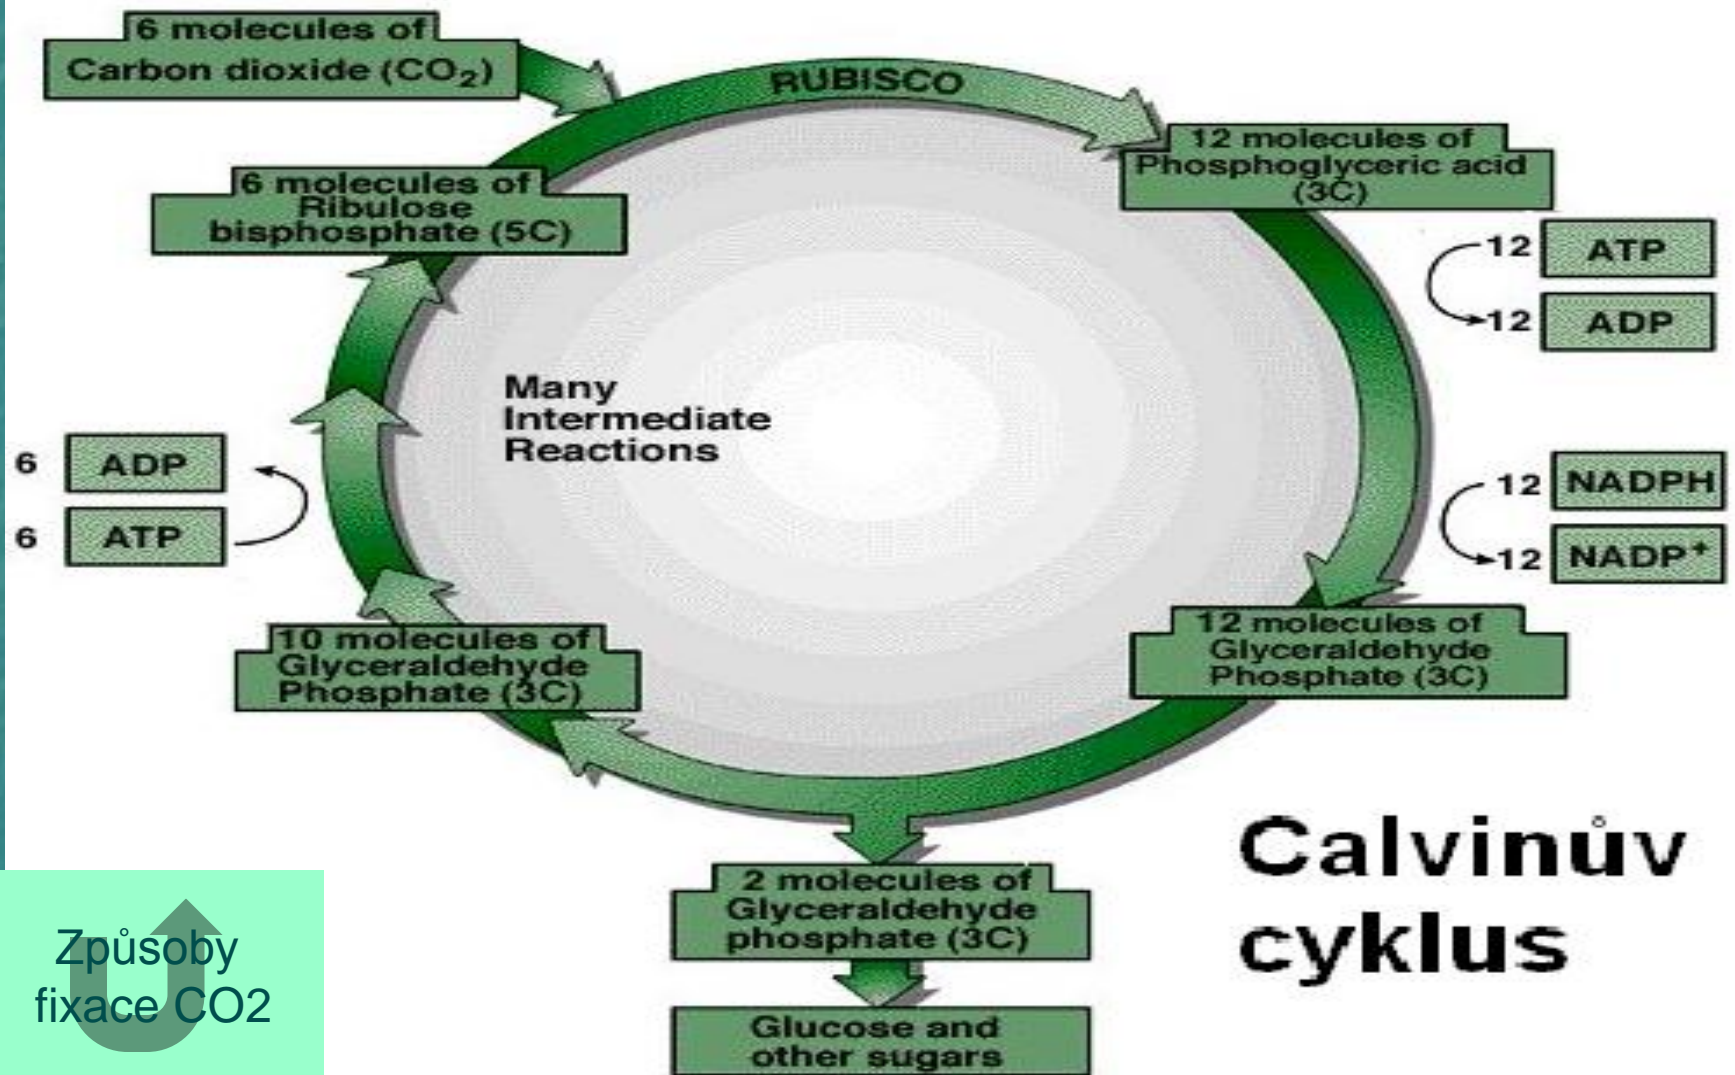 6 molecules of
Carbon dioxide (CO₂)
RUBISCO
12 molecules of
Phosphoglyceric acid
(3C)
6 molecules of
Ribulose
bisphosphate (5C)
12 ATP
12 ADP
Many
Intermediate
Reactions
6 ADP
6 ATP
12 NADPH
12 NADP⁺
10 molecules of
Glyceraldehyde
Phosphate (3C)
12 molecules of
Glyceraldehyde
Phosphate (3C)
2 molecules of
Glyceraldehyde
phosphate (3C)
Glucose and
other sugars
Calvinův
cyklus
Způsoby
fixace CO2